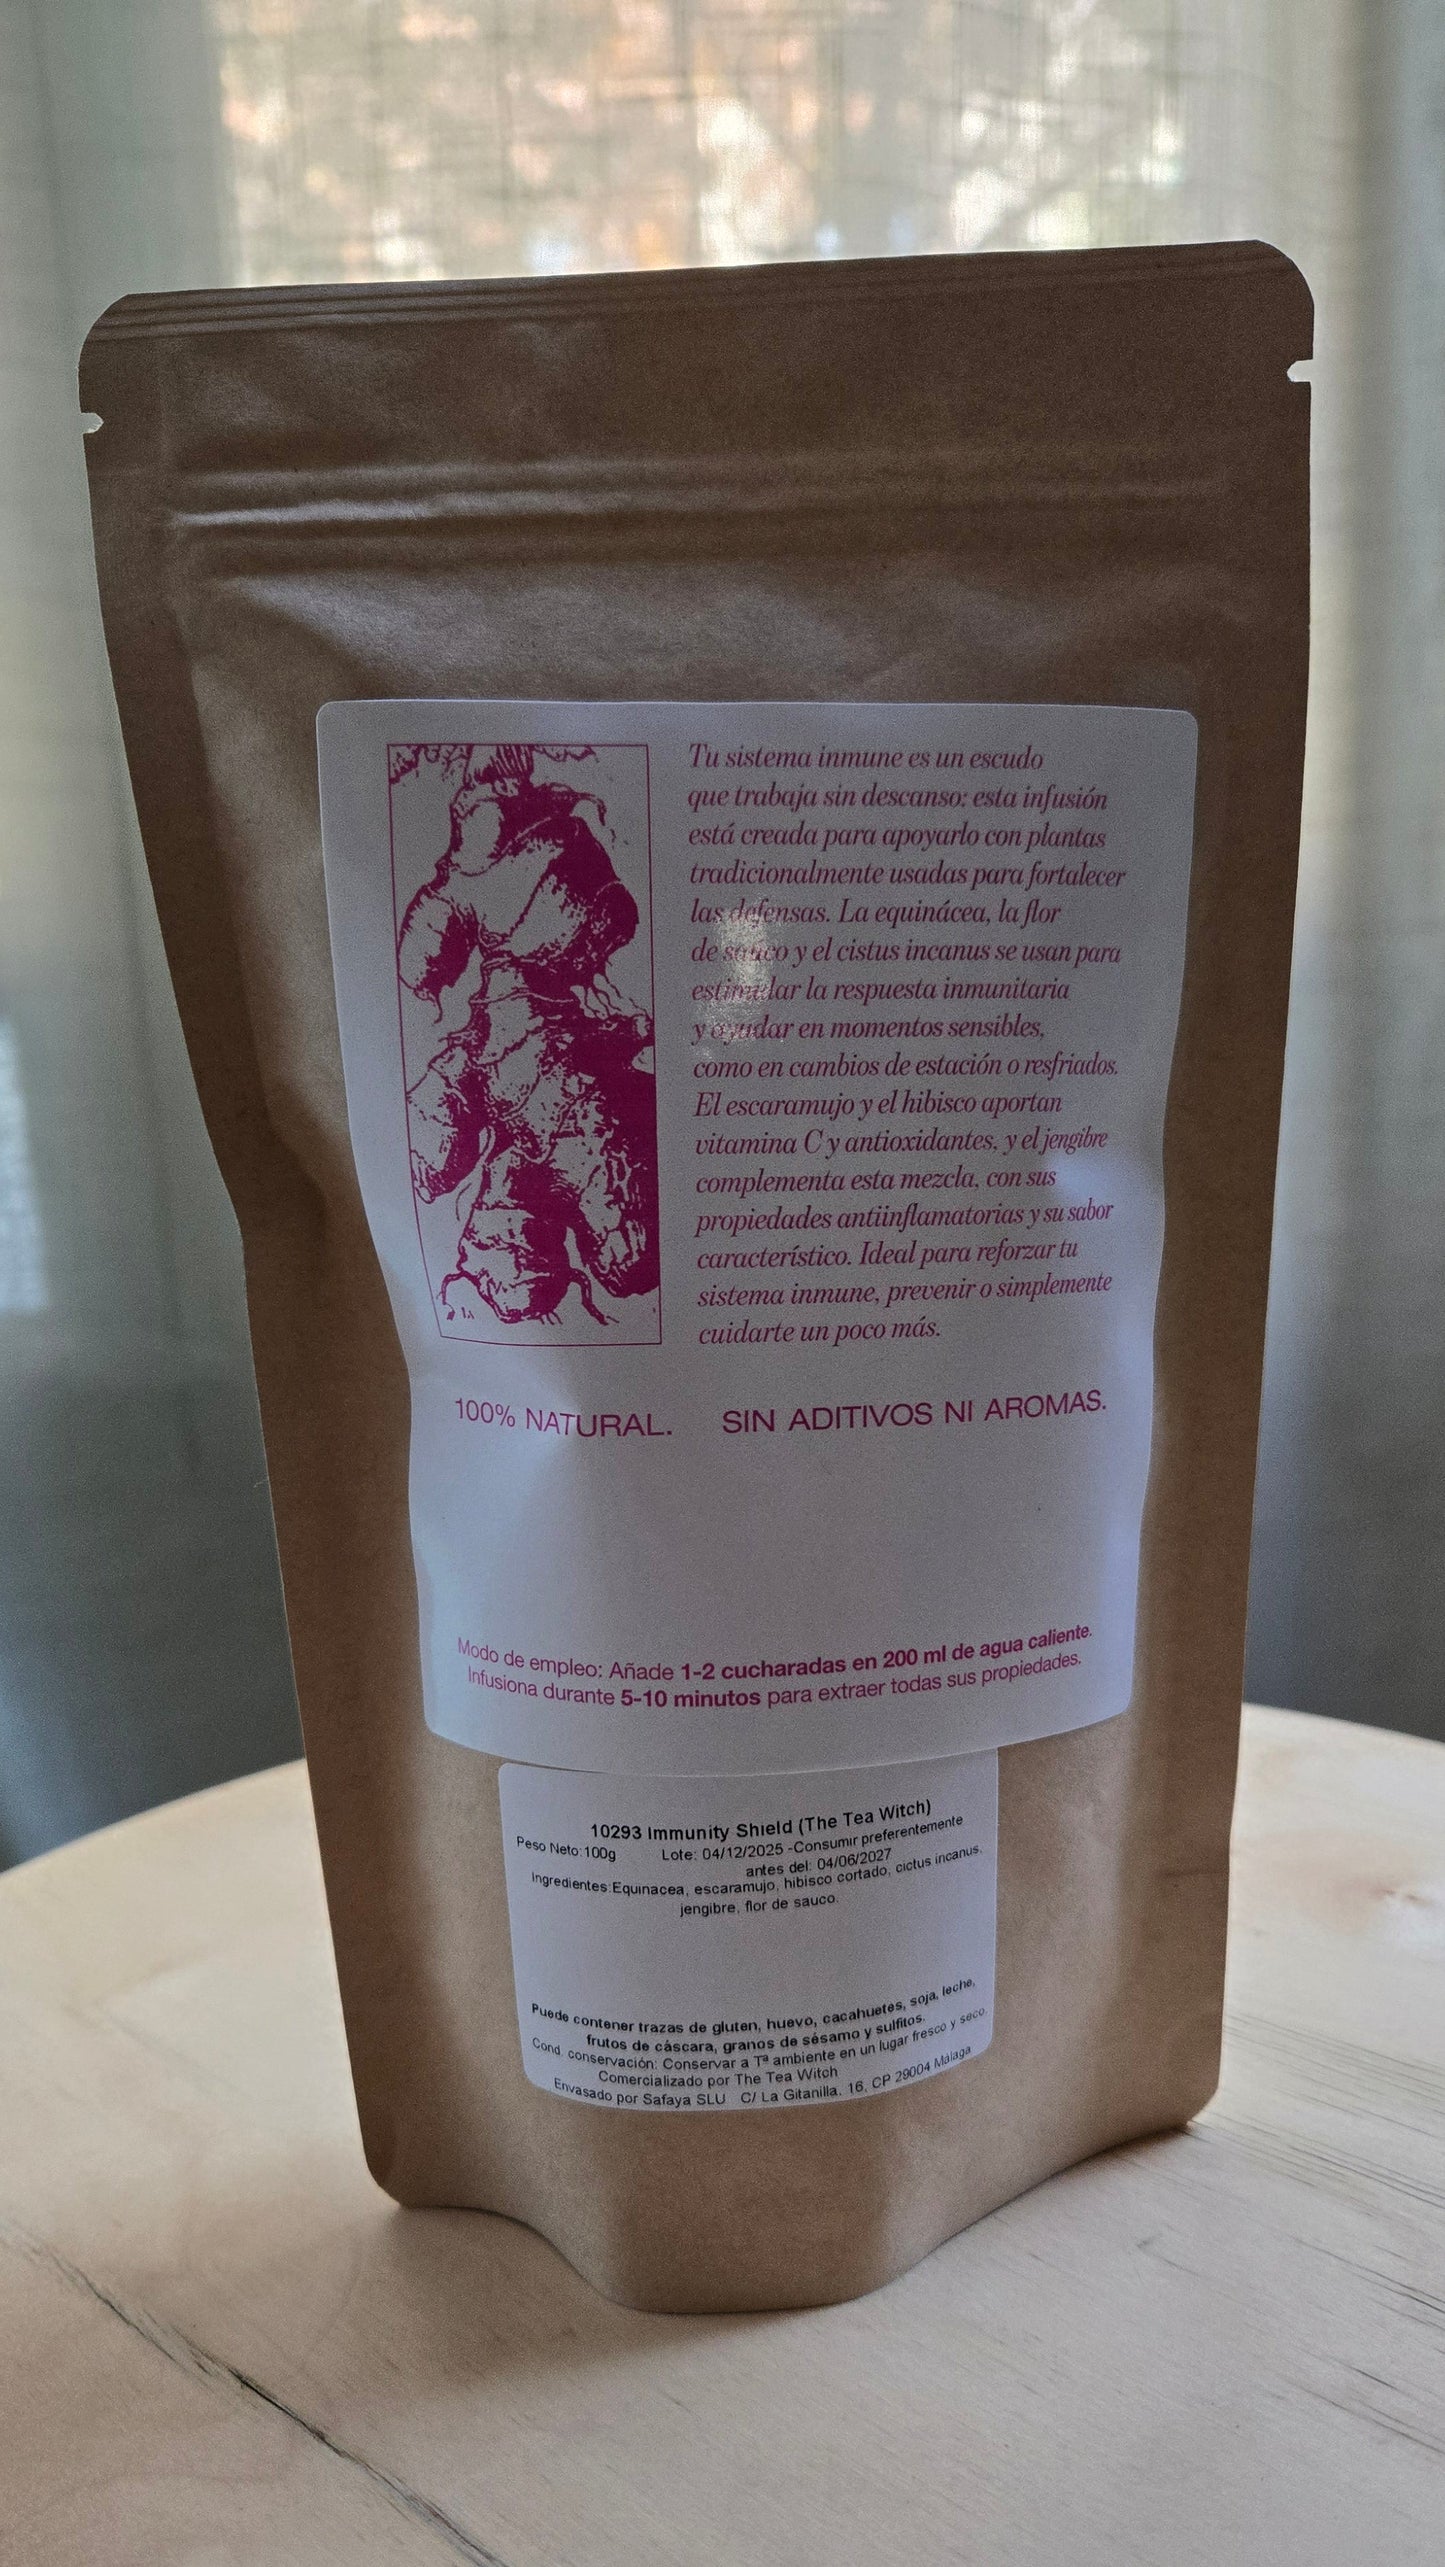 Tu sistema inmune es un escudo
que trabaja sin descanso: esta infusión
está creada para apoyarlo con plantas
tradicionalmente usadas para fortalecer
las defensas. La equinácea, la flor
de sauco y el cistus incanus se usan para
estimular la respuesta inmunitaria
y ayudar en momentos sensibles,
como en cambios de estación o resfriados.
El escaramujo y el hibisco aportan
vitamina C y antioxidantes, y el jengibre
complementa esta mezcla, con sus
propiedades antiinflamatorias y su sabor
característico. Ideal para reforzar tu
sistema inmune, prevenir o simplemente
cuidarte un poco más.
100% NATURAL. SIN ADITIVOS NI AROMAS.
Modo de empleo: Añade 1-2 cucharadas en 200 ml de agua caliente.
Infusiona durante 5-10 minutos para extraer todas sus propiedades.
10293 Immunity Shield (The Tea Witch)
Peso Neto:100g Lote: 04/12/2025 -Consumir preferentemente
antes del: 04/06/2027
Ingredientes:Equinacea, escaramujo, hibisco cortado, cictus incanus,
jengibre, flor de sauco.
Puede contener trazas de gluten, huevo, cacahuetes, soja, leche,
frutos de cáscara, granos de sésamo y sulfitos.
Cond. conservación: Conservar a Tª ambiente en un lugar fresco y seco.
Comercializado por The Tea Witch
Envasado por Safaya SLU C/ La Gitanilla, 16, CP 29004 Málaga